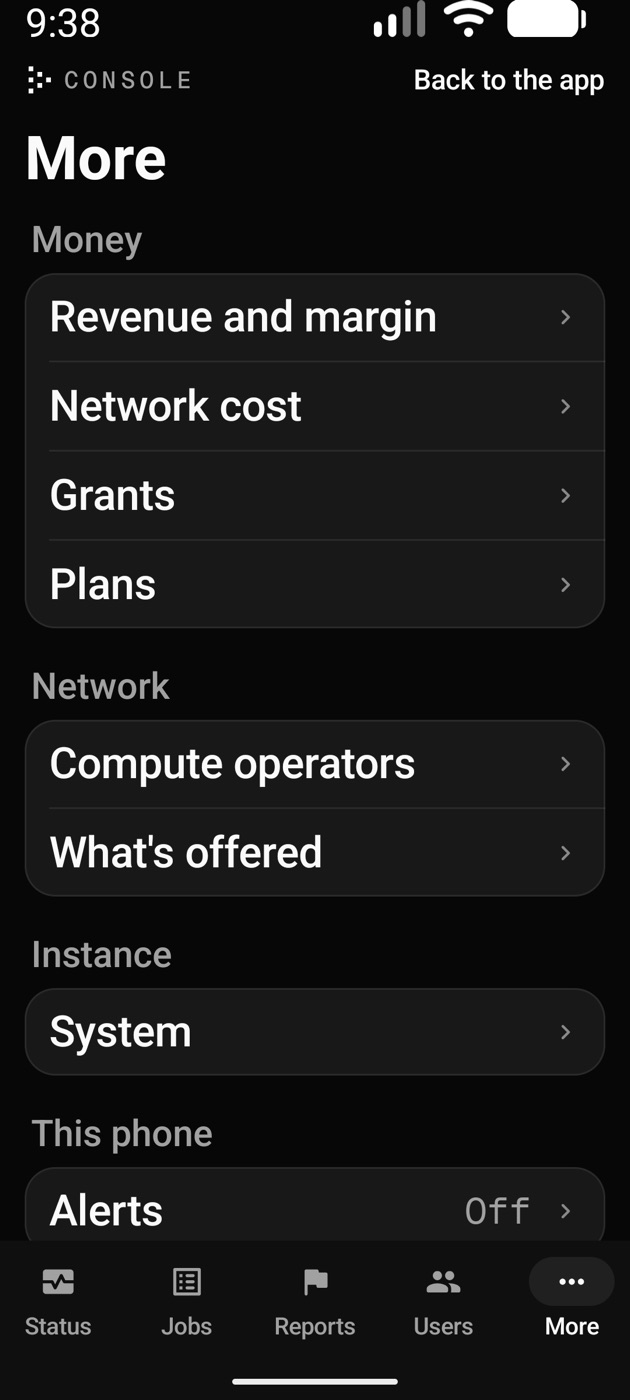 9:38
CONSOLE
Back to the app
More
Money
Revenue and margin
Network cost
Grants
Plans
Network
Compute operators
What's offered
Instance
System
This phone
Alerts
Off
Status
Jobs
Reports
Users
More